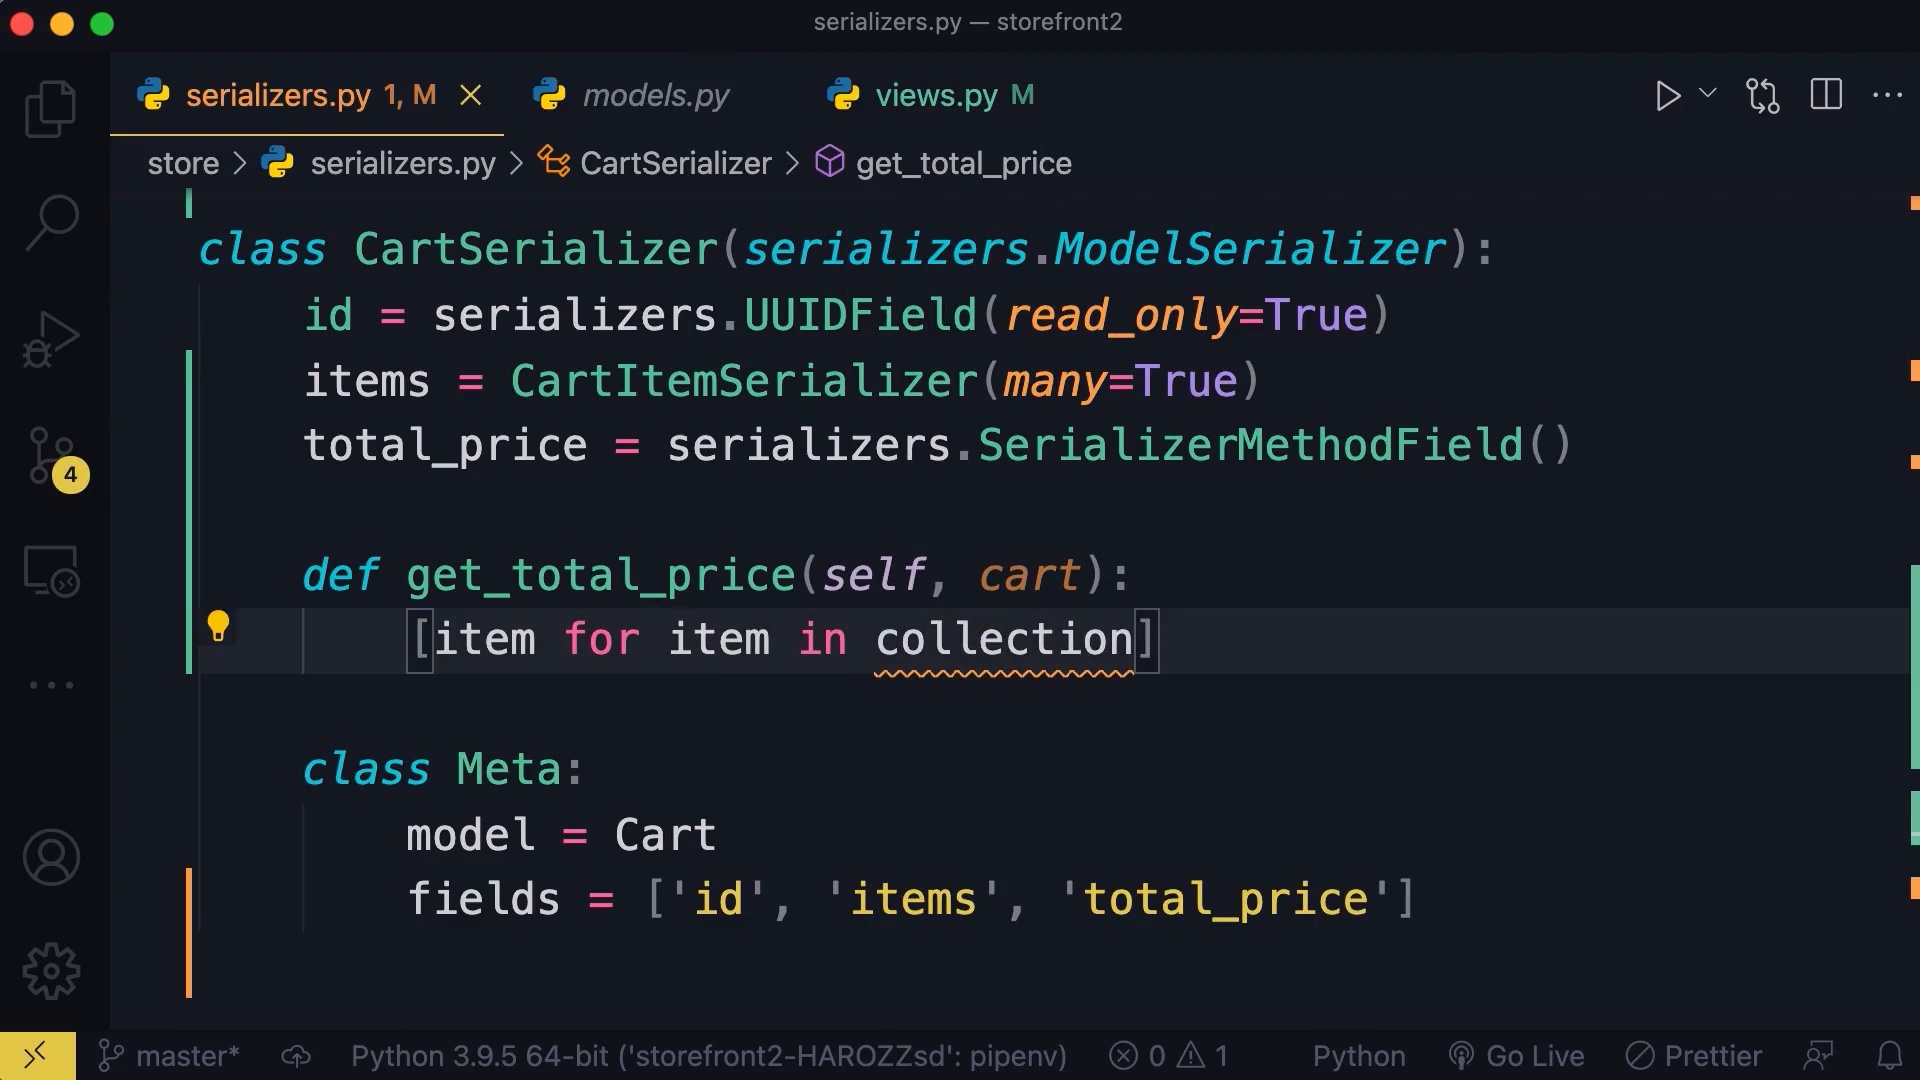 serializers.py — storefront2
serializers.py 1, M
models.py
views.py M
store > serializers.py > CartSerializer > get_total_price
class CartSerializer(serializers.ModelSerializer):
id = serializers.UUIDField(read_only=True)
items = CartItemSerializer(many=True)
total_price = serializers.SerializerMethodField()
def get_total_price(self, cart):
[item for item in collection]
class Meta:
model = Cart
fields = ['id', 'items', 'total_price']
4
master* Python 3.9.5 64-bit ('storefront2-HAROZZsd': pipenv) 0 1 Python Go Live Prettier